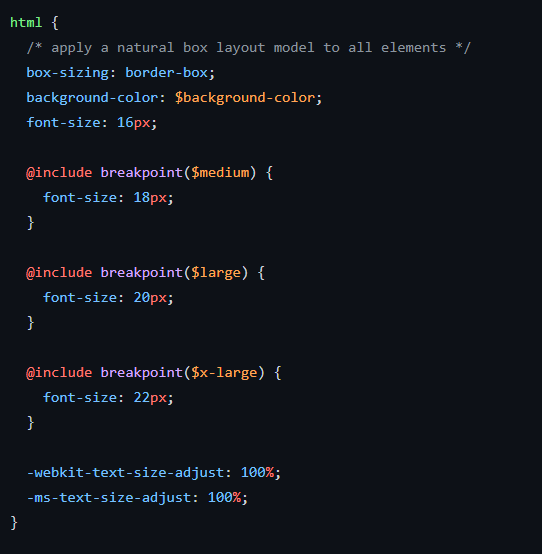 html {
  /* apply a natural box layout model to all elements */
  box-sizing: border-box;
  background-color: $background-color;
  font-size: 16px;

  @include breakpoint($medium) {
    font-size: 18px;
  }

  @include breakpoint($large) {
    font-size: 20px;
  }

  @include breakpoint($x-large) {
    font-size: 22px;
  }

  -webkit-text-size-adjust: 100%;
  -ms-text-size-adjust: 100%;
}